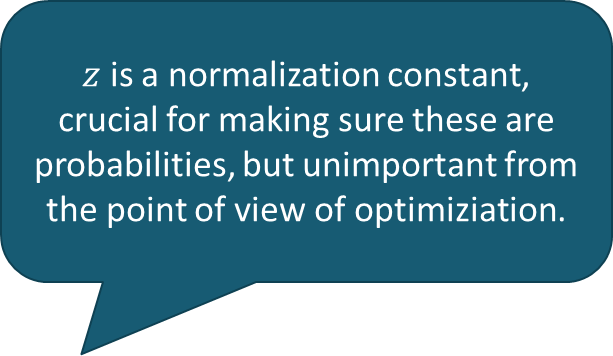 z is a normalization constant,
crucial for making sure these are
probabilities, but unimportant from
the point of view of optimiziation.